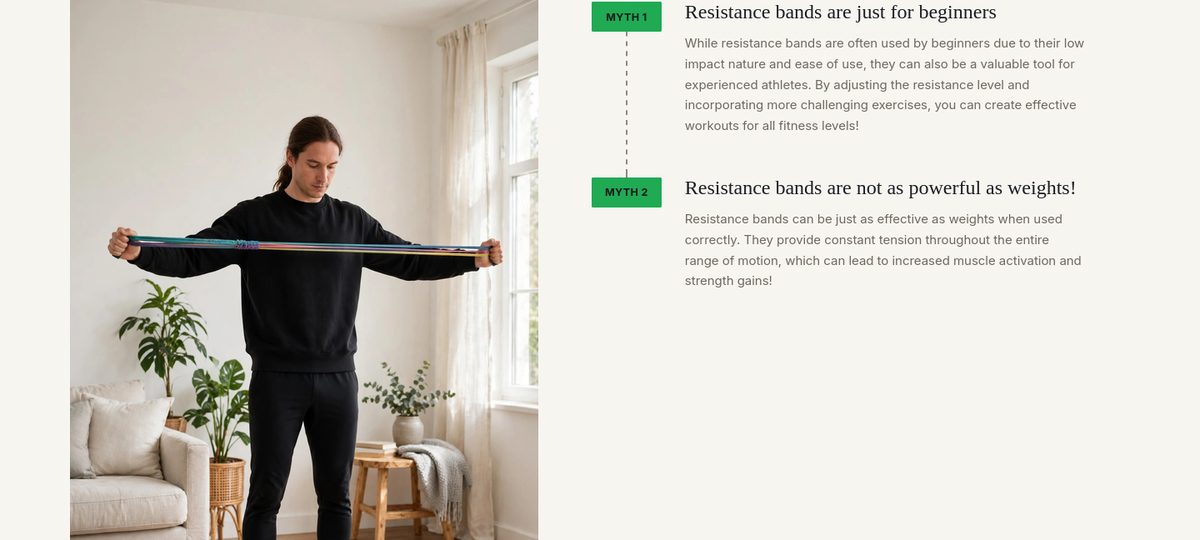 MYTH 1
Resistance bands are just for beginners
While resistance bands are often used by beginners due to their low
impact nature and ease of use, they can also be a valuable tool for
experienced athletes. By adjusting the resistance level and
incorporating more challenging exercises, you can create effective
workouts for all fitness levels!
MYTH 2
Resistance bands are not as powerful as weights!
Resistance bands can be just as effective as weights when used
correctly. They provide constant tension throughout the entire
range of motion, which can lead to increased muscle activation and
strength gains!